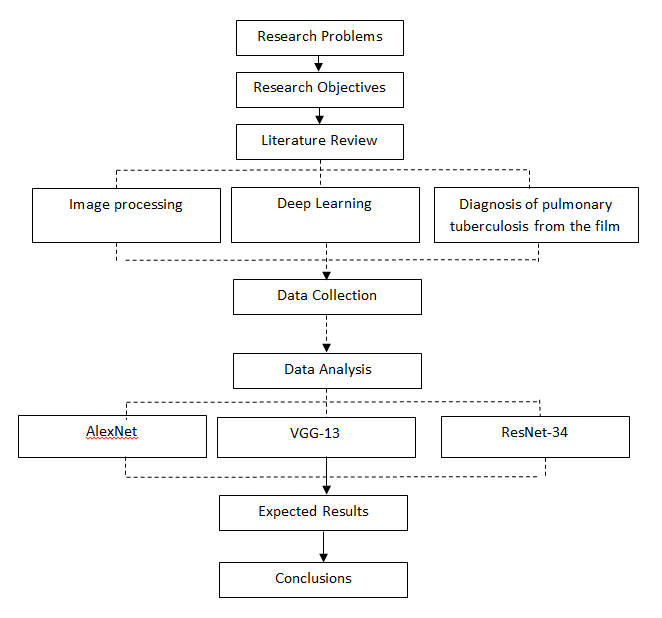 Research Problems
Research Objectives
Literature Review
Image processing
Deep Learning
Diagnosis of pulmonary
tuberculosis from the film
Data Collection
Data Analysis
AlexNet
VGG-13
ResNet-34
Expected Results
Conclusions